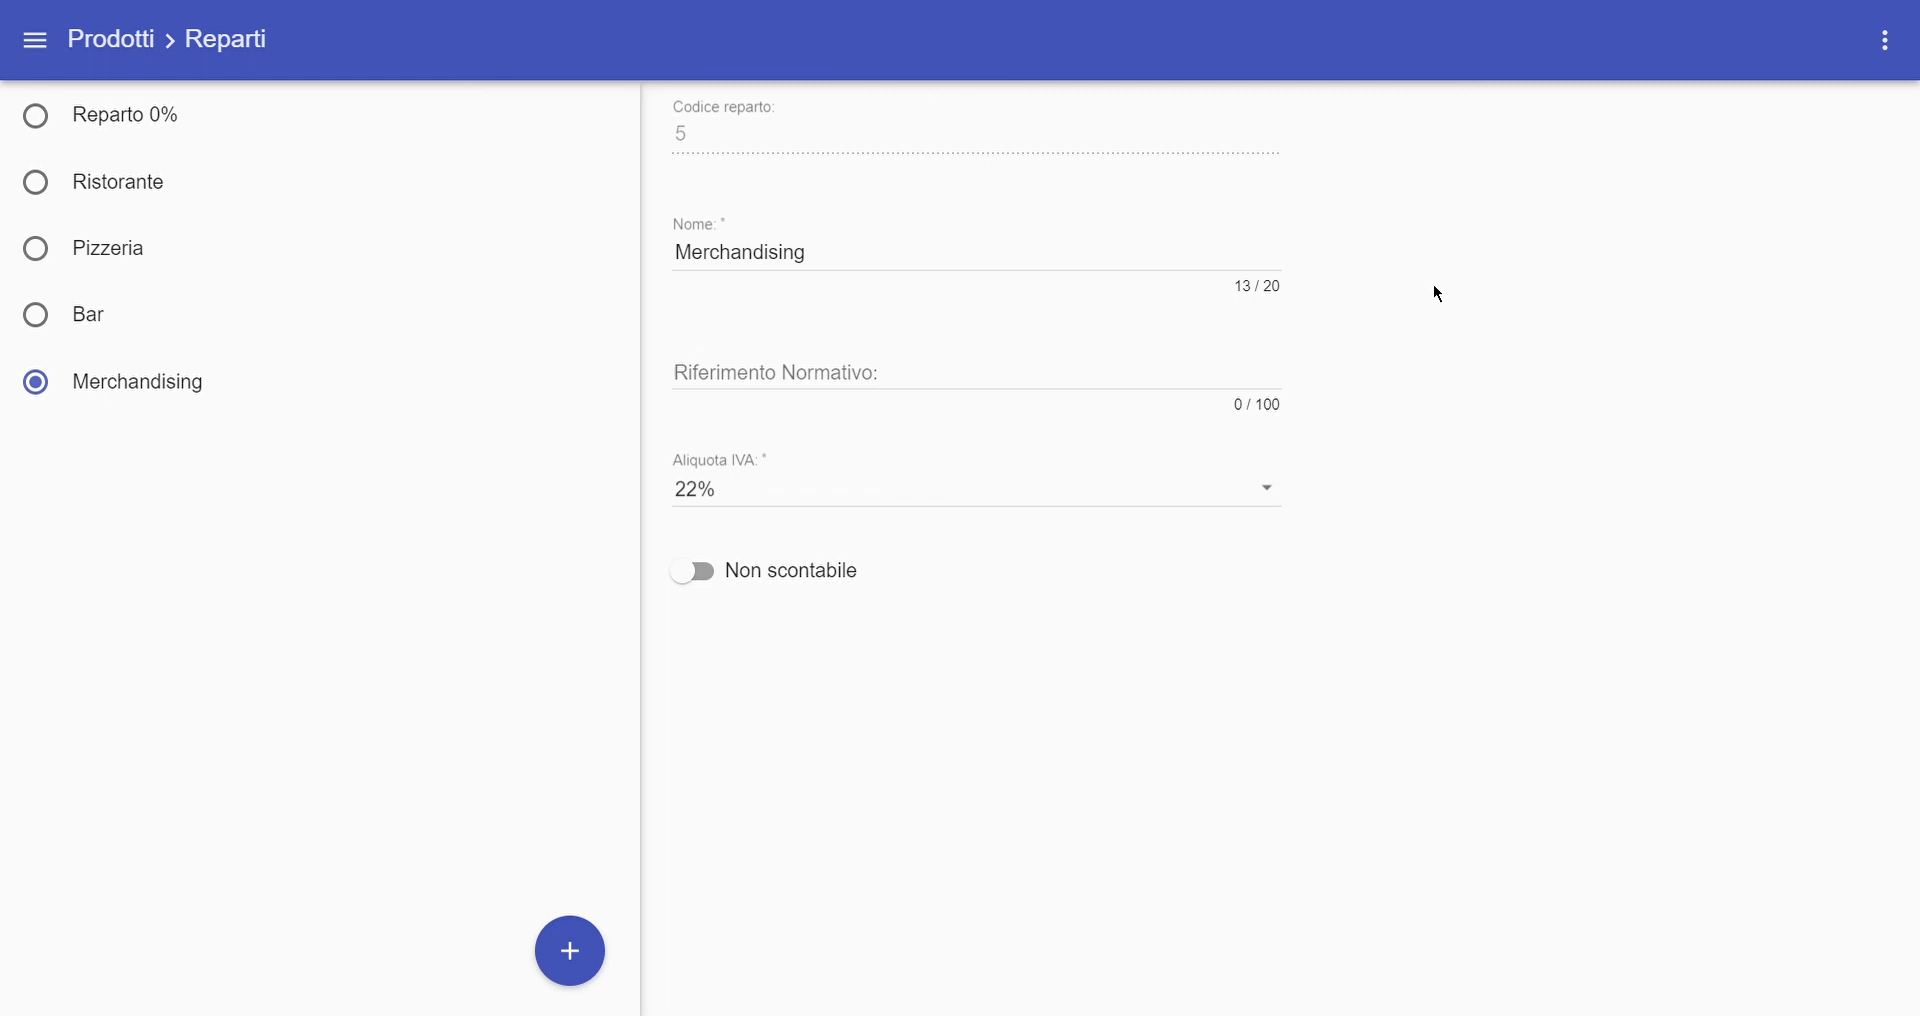 Prodotti > Reparti
Reparto 0%
Ristorante
Pizzeria
Bar
Merchandising
Codice reparto:
5
Nome: *
Merchandising
13 / 20
Riferimento Normativo:
0 / 100
Aliquota IVA: *
22%
Non scontabile
+